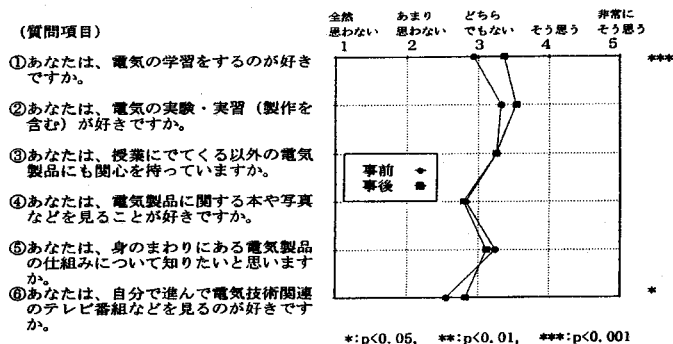 全然 あまり どちら 非常に
(質問項目) 思わない 思わない でもない そう思う そう思う
1 2 3 4 5
①あなたは、電気の学習をするのが好き
ですか。
***
②あなたは、電気の実験・実習(製作を
含む)が好きですか。
③あなたは、授業にでてくる以外の電気
製品にも関心を持っていますか。
事前
事後
④あなたは、電気製品に関する本や写真
などを見ることが好きですか。
⑤あなたは、身のまわりにある電気製品
の仕組みについて知りたいと思います
か。
⑥あなたは、自分で進んで電気技術関連
のテレビ番組などを見るのが好きです
か。
*
*:p<0.05, **:p<0.01, ***:p<0.001